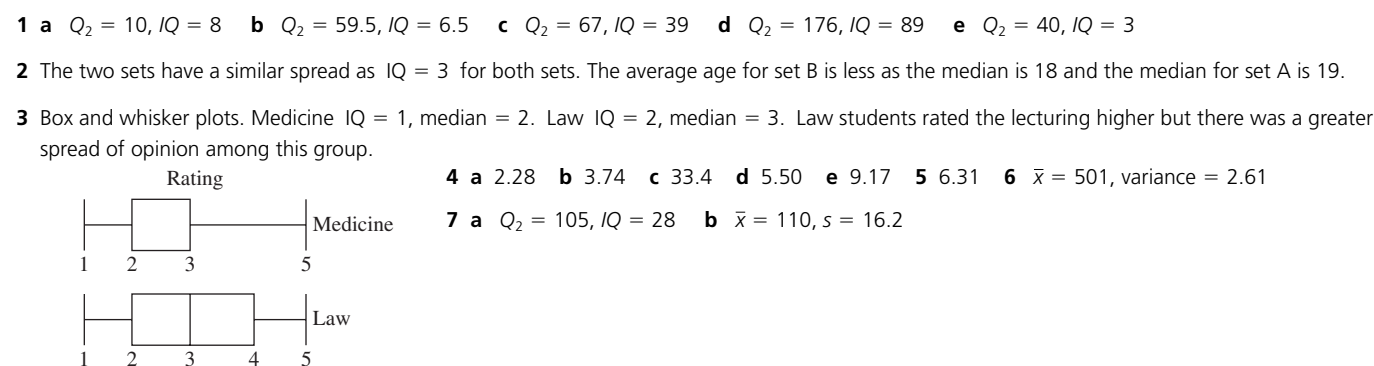 1 a Q₂ = 10, IQ = 8 b Q₂ = 59.5, IQ = 6.5 c Q₂ = 67, IQ = 39 d Q₂ = 176, IQ = 89 e Q₂ = 40, IQ = 3
2 The two sets have a similar spread as IQ = 3 for both sets. The average age for set B is less as the median is 18 and the median for set A is 19.
3 Box and whisker plots. Medicine IQ = 1, median = 2. Law IQ = 2, median = 3. Law students rated the lecturing higher but there was a greater
spread of opinion among this group.
Rating
Medicine
1 2 3 5
Law
1 2 3 4 5
4 a 2.28 b 3.74 c 33.4 d 5.50 e 9.17 5 6.31 6 x̄ = 501, variance = 2.61
7 a Q₂ = 105, IQ = 28 b x̄ = 110, s = 16.2